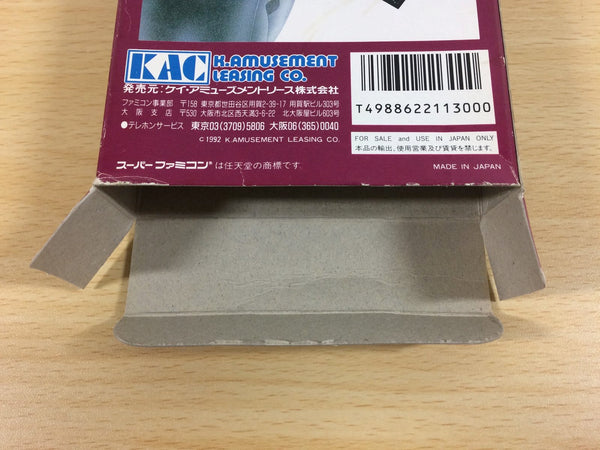 KAC K.AMUSEMENT
LEASING CO.
発売元:ケイ・アミューズメントリース株式会社
ファミコン事業部 〒158 東京都世田谷区用賀2-39-17 用賀駅ビル303号
大阪支店 〒530 大阪市北区西天満3-6-22 北大阪屋ビル603号
●テレホンサービス 東京03(3709)5806 大阪06(365)0040
©1992 K.AMUSEMENT LEASING CO.
スーパーファミコンは任天堂の商標です.
T4988622113000
FOR SALE and USE IN JAPAN ONLY
本品の輸出、使用営業及び賃貸を禁じます。
MADE IN JAPAN